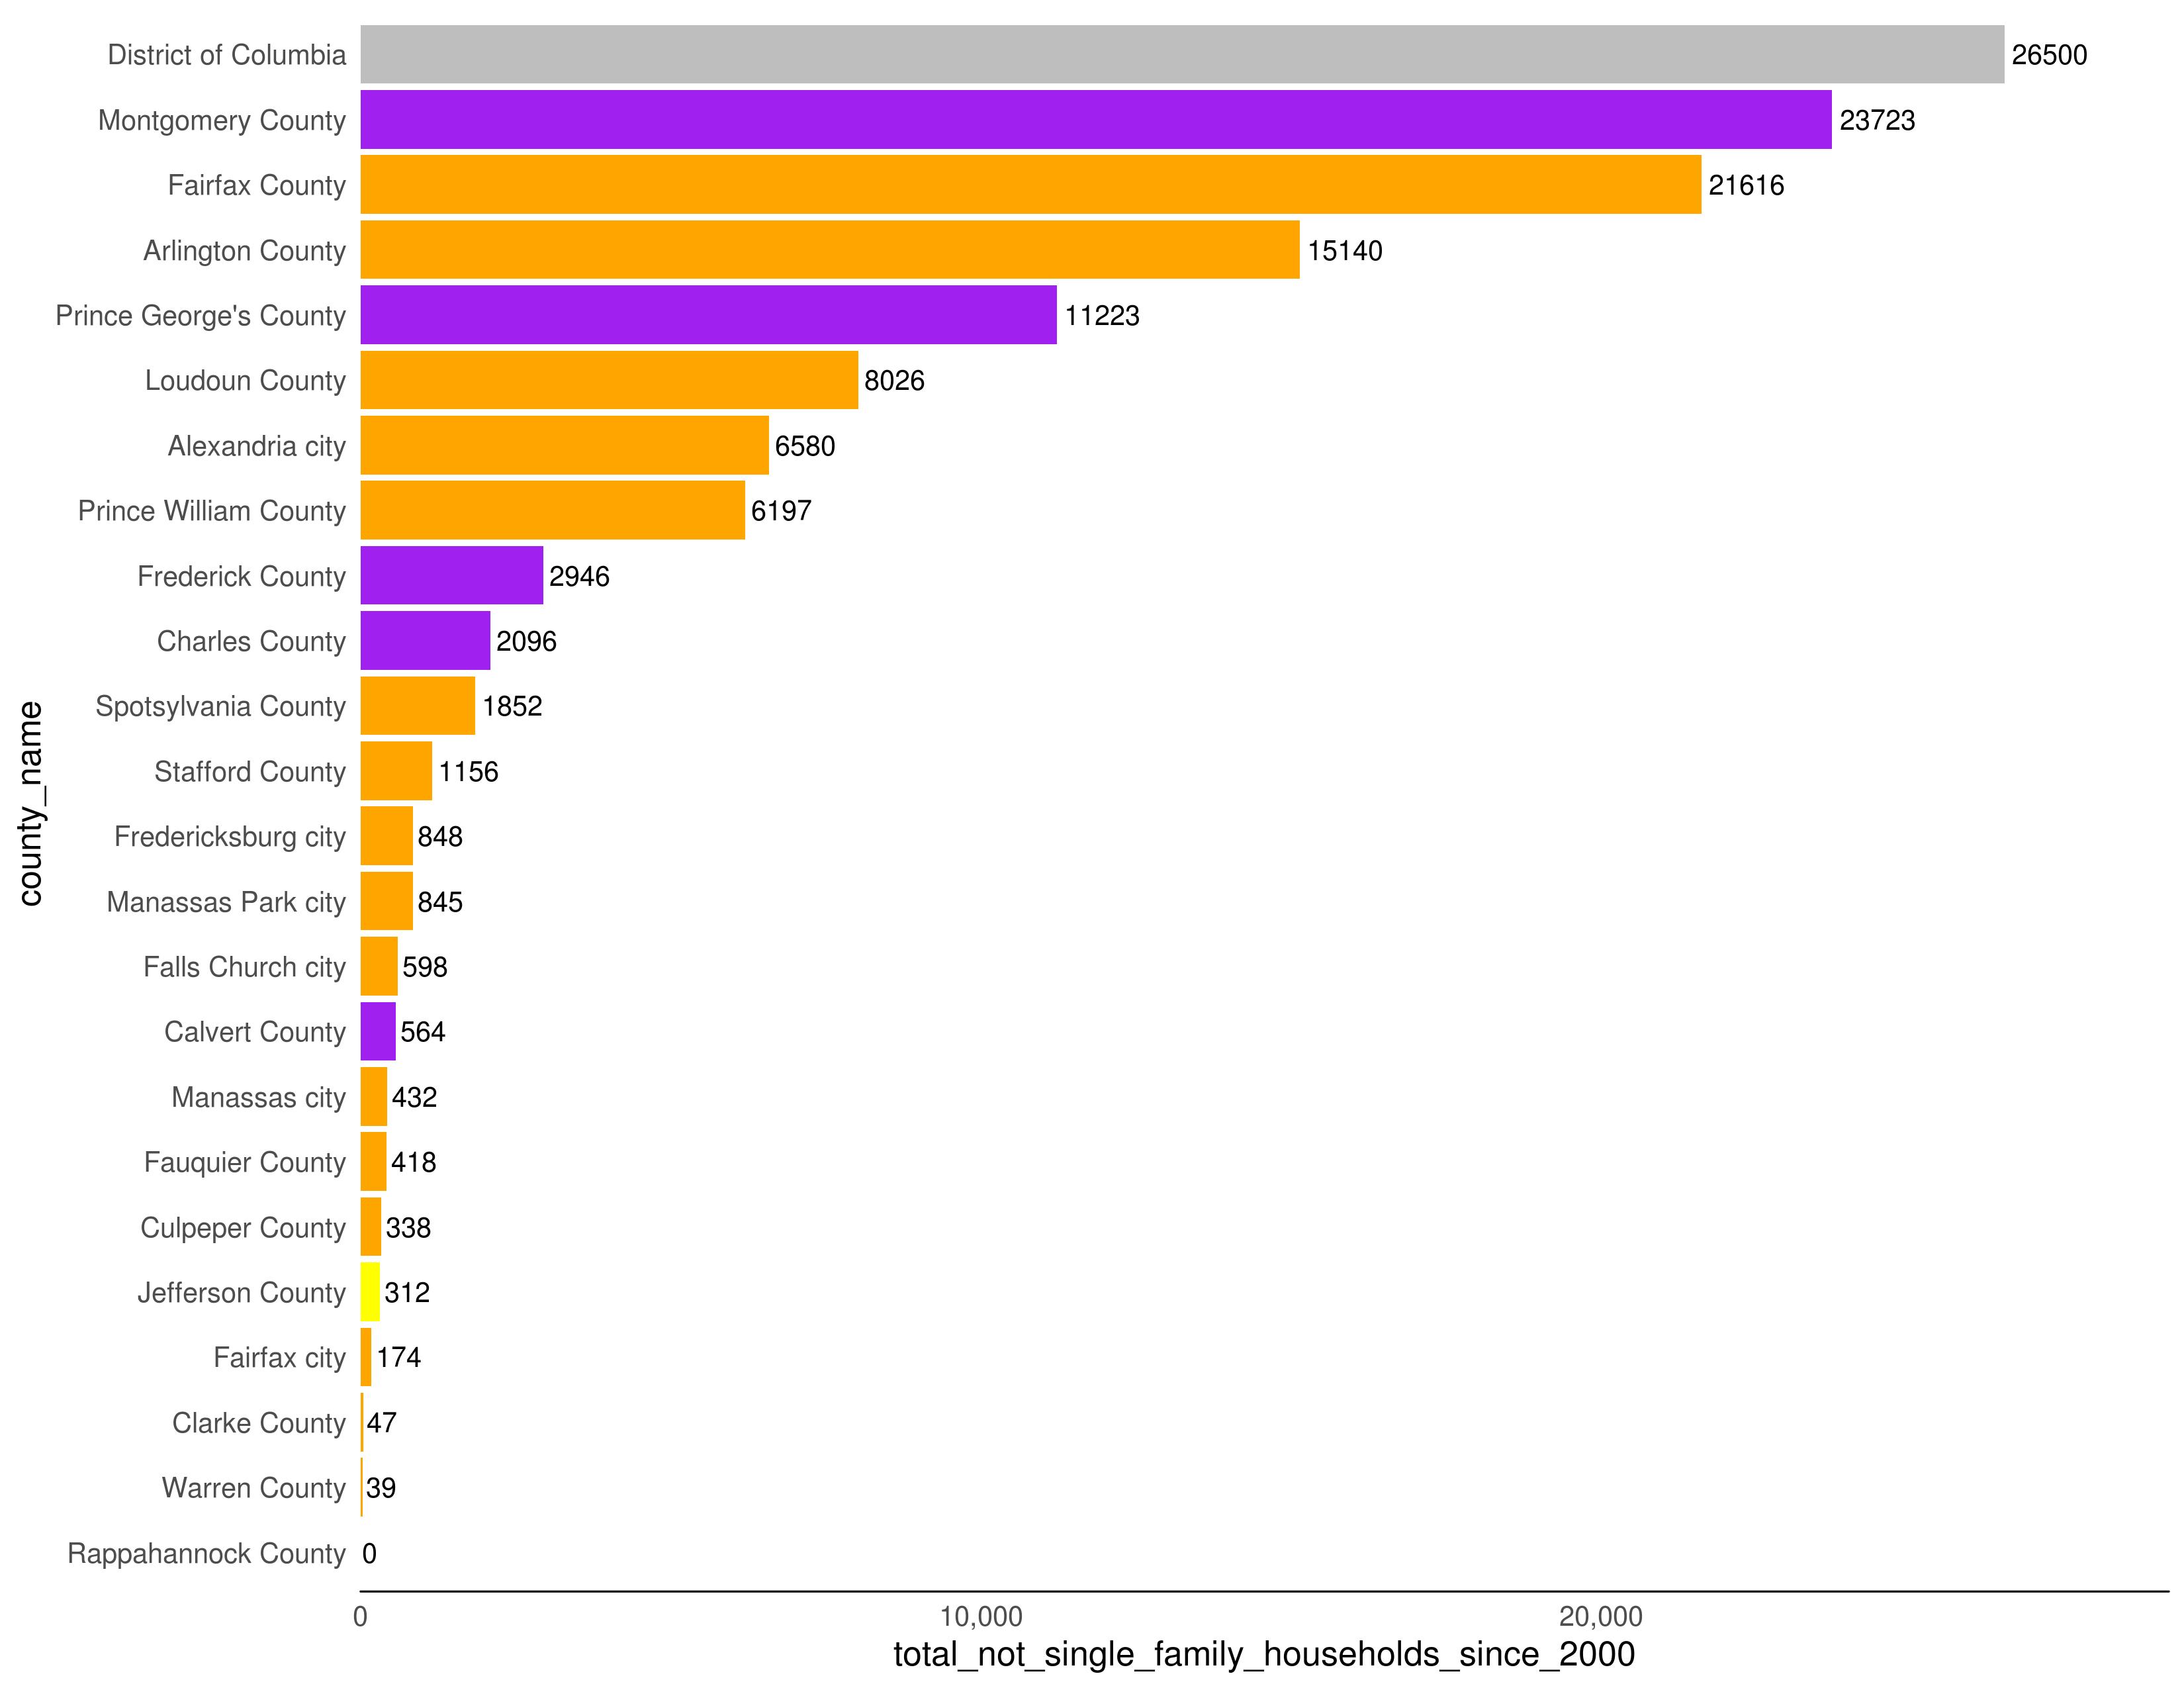 District of Columbia 26500
Montgomery County 23723
Fairfax County 21616
Arlington County 15140
Prince George's County 11223
Loudoun County 8026
Alexandria city 6580
Prince William County 6197
Frederick County 2946
Charles County 2096
Spotsylvania County 1852
Stafford County 1156
Fredericksburg city 848
Manassas Park city 845
Falls Church city 598
Calvert County 564
Manassas city 432
Fauquier County 418
Culpeper County 338
Jefferson County 312
Fairfax city 174
Clarke County 47
Warren County 39
Rappahannock County 0
0 10,000 20,000
total_not_single_family_households_since_2000
county_name